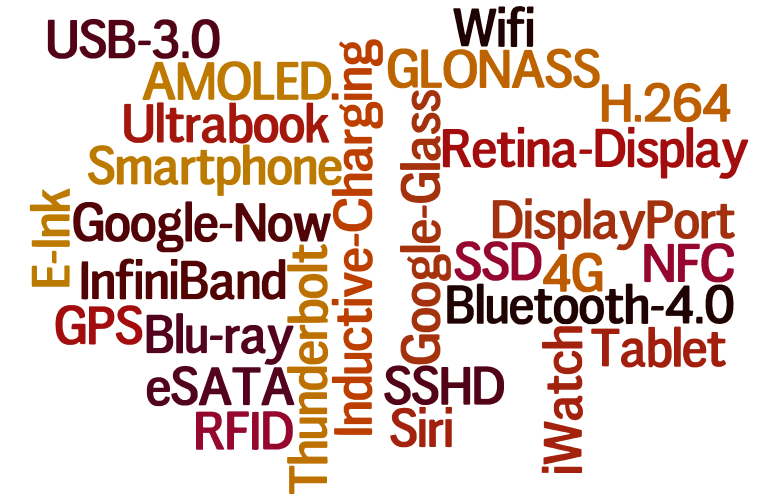 USB-3.0
Wifi
AMOLED
GLONASS
Inductive-Charging
H.264
Ultrabook
Google-Glass
Retina-Display
Smartphone
E-Ink
Google-Now
DisplayPort
Thunderbolt
InfiniBand
SSD
4G
NFC
Bluetooth-4.0
GPS
Blu-ray
iWatch
Tablet
eSATA
SSHD
RFID
Siri